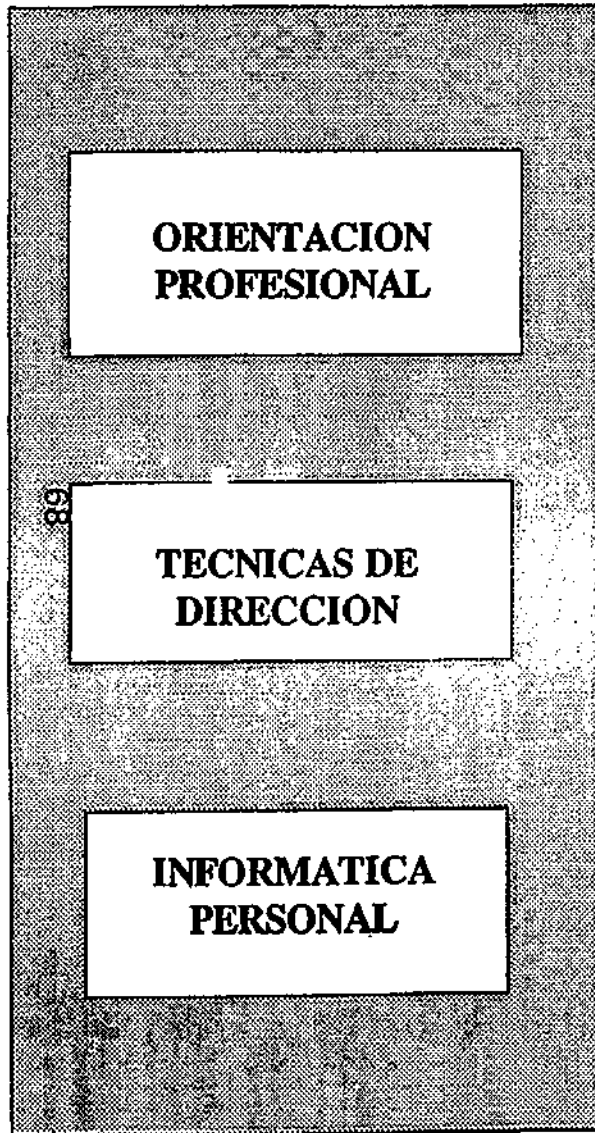 ORIENTACION
PROFESIONAL
89
TECNICAS DE
DIRECCION
INFORMATICA
PERSONAL